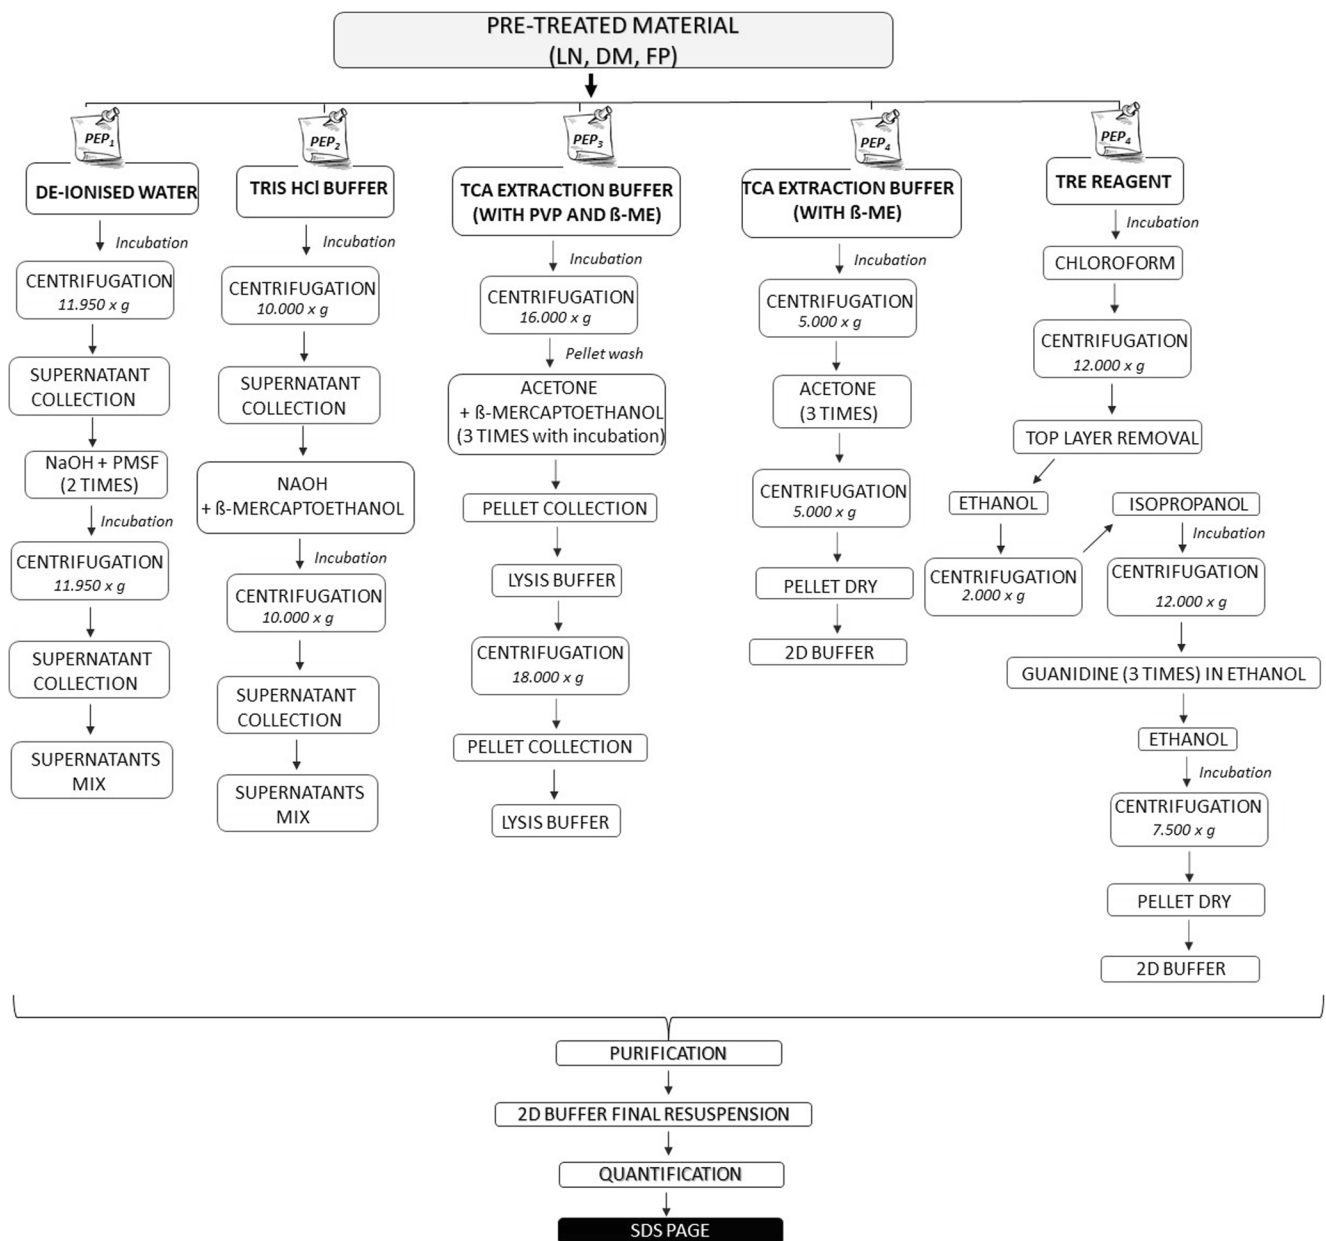 PRE-TREATED MATERIAL
(LN, DM, FP)
PEP1
DE-IONISED WATER
Incubation
CENTRIFUGATION
11.950 x g
SUPERNATANT
COLLECTION
NaOH + PMSF
(2 TIMES)
Incubation
CENTRIFUGATION
11.950 x g
SUPERNATANT
COLLECTION
SUPERNATANTS
MIX
PEP2
TRIS HCl BUFFER
Incubation
CENTRIFUGATION
10.000 x g
SUPERNATANT
COLLECTION
NAOH
+ ß-MERCAPTOETHANOL
Incubation
CENTRIFUGATION
10.000 x g
SUPERNATANT
COLLECTION
SUPERNATANTS
MIX
PEP3
TCA EXTRACTION BUFFER
(WITH PVP AND ß-ME)
Incubation
CENTRIFUGATION
16.000 x g
Pellet wash
ACETONE
+ ß-MERCAPTOETHANOL
(3 TIMES with incubation)
PELLET COLLECTION
LYSIS BUFFER
CENTRIFUGATION
18.000 x g
PELLET COLLECTION
LYSIS BUFFER
PEP4
TCA EXTRACTION BUFFER
(WITH ß-ME)
Incubation
CENTRIFUGATION
5.000 x g
ACETONE
(3 TIMES)
CENTRIFUGATION
5.000 x g
PELLET DRY
2D BUFFER
PEP4
TRE REAGENT
Incubation
CHLOROFORM
CENTRIFUGATION
12.000 x g
TOP LAYER REMOVAL
ETHANOL
CENTRIFUGATION
2.000 x g
ISOPROPANOL
Incubation
CENTRIFUGATION
12.000 x g
GUANIDINE (3 TIMES) IN ETHANOL
ETHANOL
Incubation
CENTRIFUGATION
7.500 x g
PELLET DRY
2D BUFFER
PURIFICATION
2D BUFFER FINAL RESUSPENSION
QUANTIFICATION
SDS PAGE